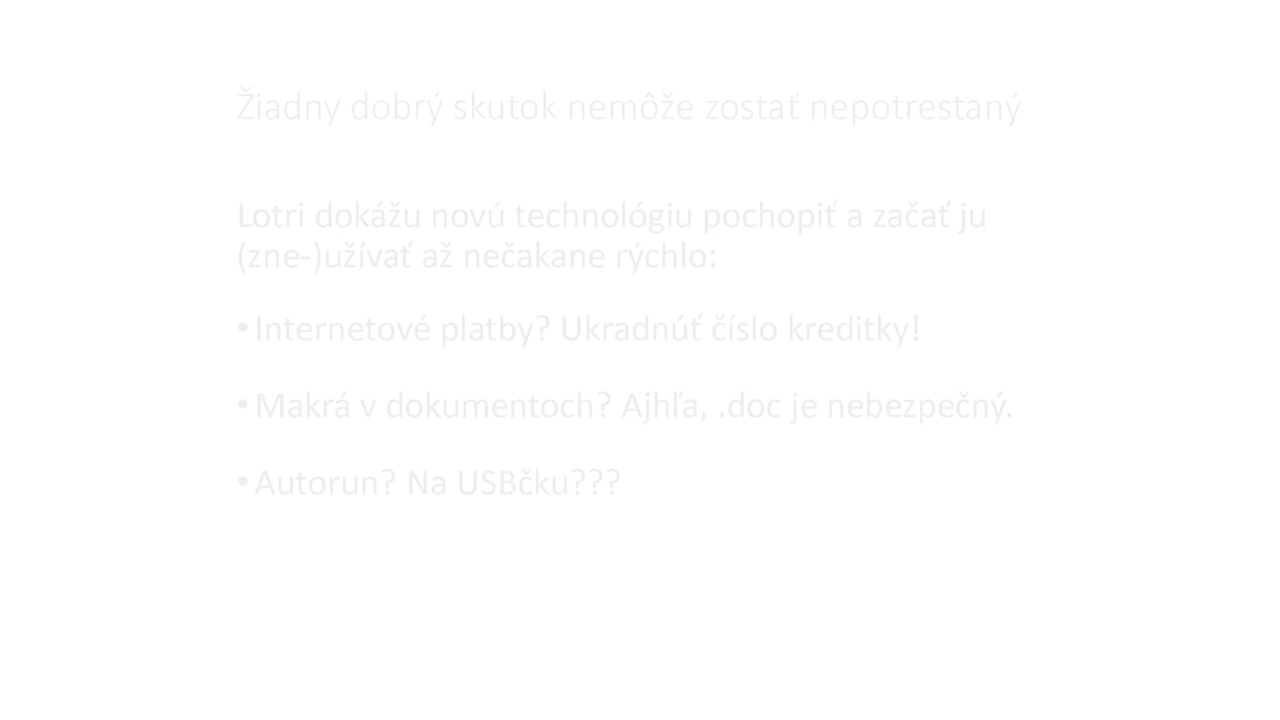 Žiadny dobrý skutok nemôže zostať nepotrestaný
Lotri dokážu novú technológiu pochopiť a začať ju
(zne-)užívať až nečakane rýchlo:
• Internetové platby? Ukradnúť číslo kreditky!
• Makrá v dokumentoch? Ajhľa, .doc je nebezpečný.
• Autorun? Na USBčku???